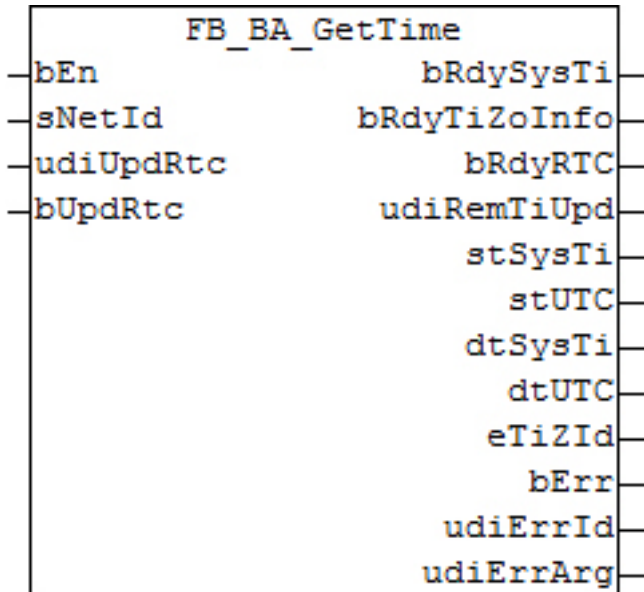 FB_BA_GetTime
bEn bRdySysTi
sNetId bRdyTiZoInfo
udiUpdRtc bRdyRTC
bUpdRtc udiRemTiUpd
stSysTi
stUTC
dtSysTi
dtUTC
eTiZId
bErr
udiErrId
udiErrArg